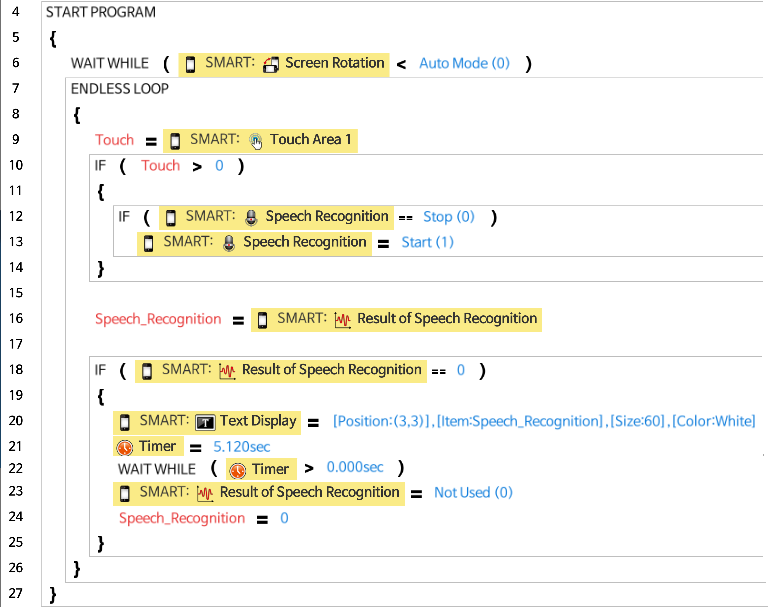 4 START PROGRAM
5 {
6 WAIT WHILE ( SMART: Screen Rotation < Auto Mode (0) )
7 ENDLESS LOOP
8 {
9 Touch = SMART: Touch Area 1
10 IF ( Touch > 0 )
11 {
12 IF ( SMART: Speech Recognition == Stop (0) )
13 SMART: Speech Recognition = Start (1)
14 }
15
16 Speech_Recognition = SMART: Result of Speech Recognition
17
18 IF ( SMART: Result of Speech Recognition == 0 )
19 {
20 SMART: Text Display = [Position:(3,3)],[Item:Speech_Recognition],[Size:60],[Color:White]
21 Timer = 5.120sec
22 WAIT WHILE ( Timer > 0.000sec )
23 SMART: Result of Speech Recognition = Not Used (0)
24 Speech_Recognition = 0
25 }
26 }
27 }